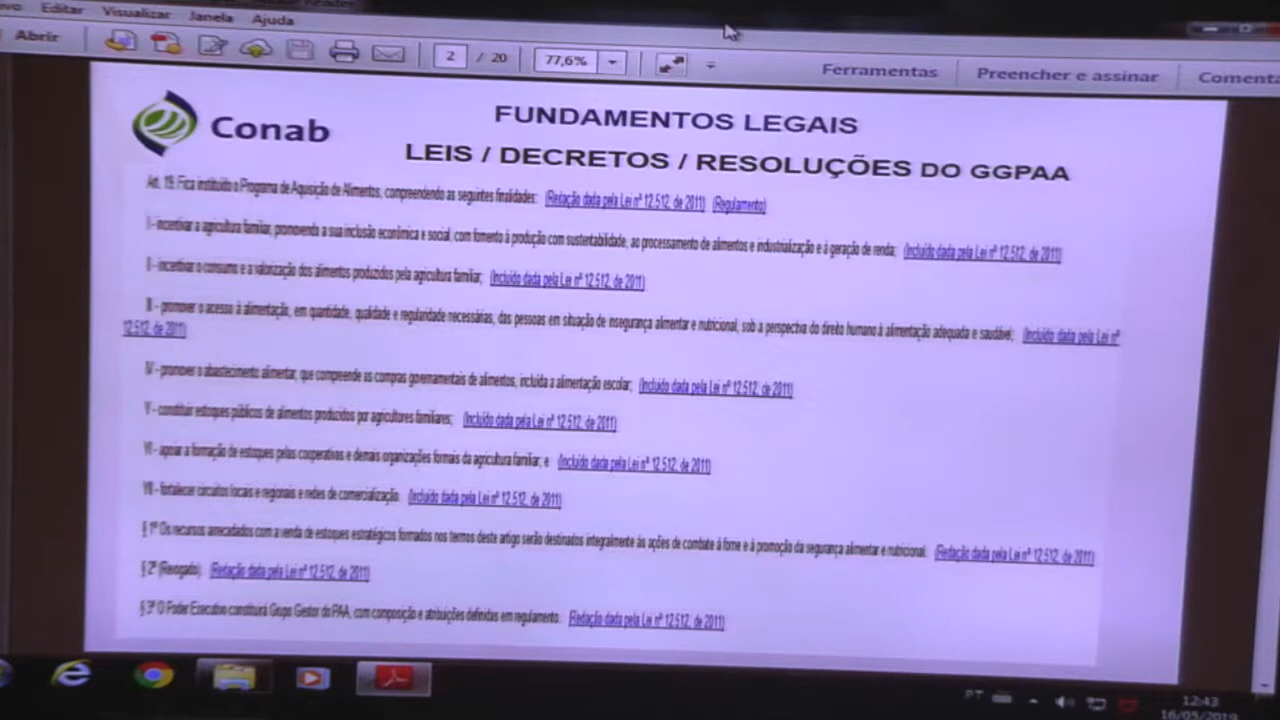 Editar Visualizar Janela Ajuda
Abrir 2 / 20 77,6% Ferramentas Preencher e assinar Comenta
Conab
FUNDAMENTOS LEGAIS
LEIS / DECRETOS / RESOLUÇÕES DO GGPAA
Art. 19. Fica instituído o Programa de Aquisição de Alimentos, compreendendo as seguintes finalidades: (Redação dada pela Lei nº 12.512, de 2011) (Regulamento)
I - incentivar a agricultura familiar, promovendo a sua inclusão econômica e social, com fomento à produção com sustentabilidade, ao processamento de alimentos e industrialização e à geração de renda; (Incluído dada pela Lei nº 12.512, de 2011)
II - incentivar o consumo e a valorização dos alimentos produzidos pela agricultura familiar; (Incluído dada pela Lei nº 12.512, de 2011)
III - promover o acesso à alimentação, em quantidade, qualidade e regularidade necessárias, das pessoas em situação de insegurança alimentar e nutricional, sob a perspectiva do direito humano à alimentação adequada e saudável; (Incluído dada pela Lei nº
12.512, de 2011)
IV - promover o abastecimento alimentar, que compreende as compras governamentais de alimentos, incluída a alimentação escolar; (Incluído dada pela Lei nº 12.512, de 2011)
V - constituir estoques públicos de alimentos produzidos por agricultores familiares; (Incluído dada pela Lei nº 12.512, de 2011)
VI - apoiar a formação de estoques pelas cooperativas e demais organizações formais da agricultura familiar; e (Incluído dada pela Lei nº 12.512, de 2011)
VII - fortalecer circuitos locais e regionais e redes de comercialização. (Incluído dada pela Lei nº 12.512, de 2011)
§ 1º Os recursos arrecadados com a venda de estoques estratégicos formados nos termos deste artigo serão destinados integralmente às ações de combate à fome e à promoção da segurança alimentar e nutricional. (Redação dada pela Lei nº 12.512, de 2011)
§ 2º (Revogado). (Redação dada pela Lei nº 12.512, de 2011)
§ 3º O Poder Executivo constituirá Grupo Gestor do PAA, com composição e atribuições definidas em regulamento. (Redação dada pela Lei nº 12.512, de 2011)
PT 12:43
16/05/2019